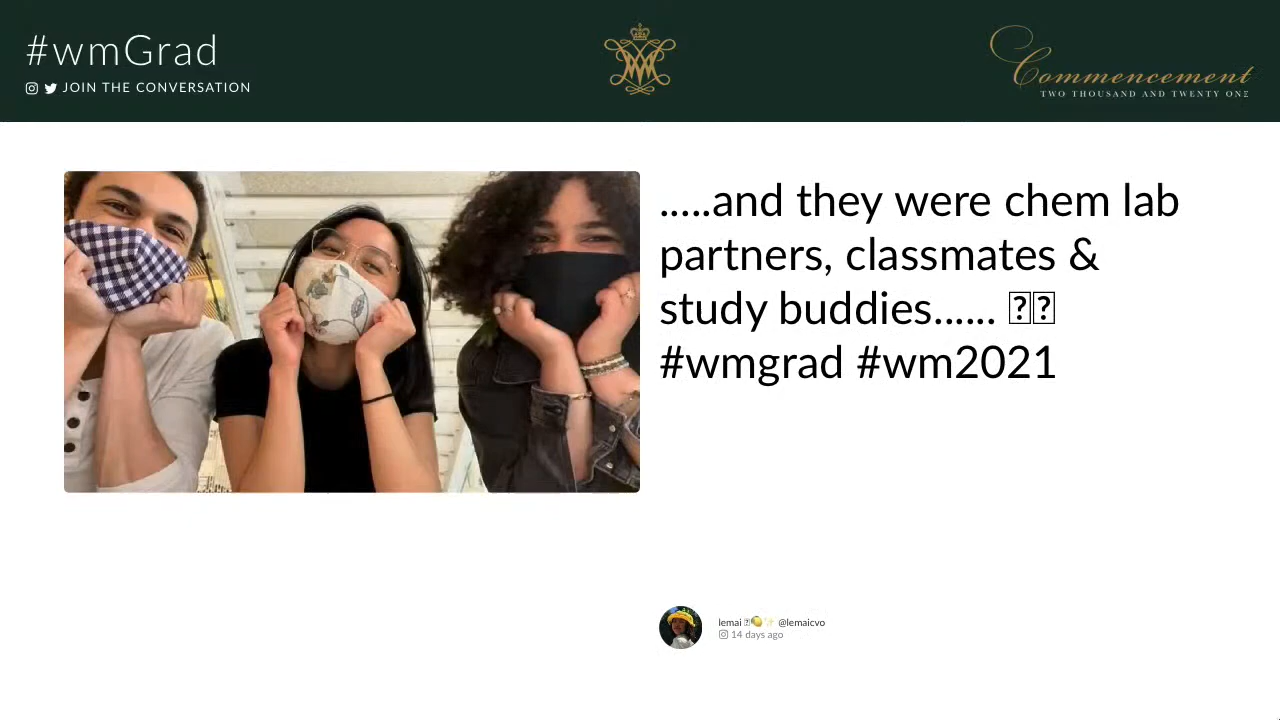 #wmGrad
JOIN THE CONVERSATION
Commencement
TWO THOUSAND AND TWENTY ONE
.....and they were chem lab
partners, classmates &
study buddies......
#wmgrad #wm2021
lemai @lemaicvo
14 days ago